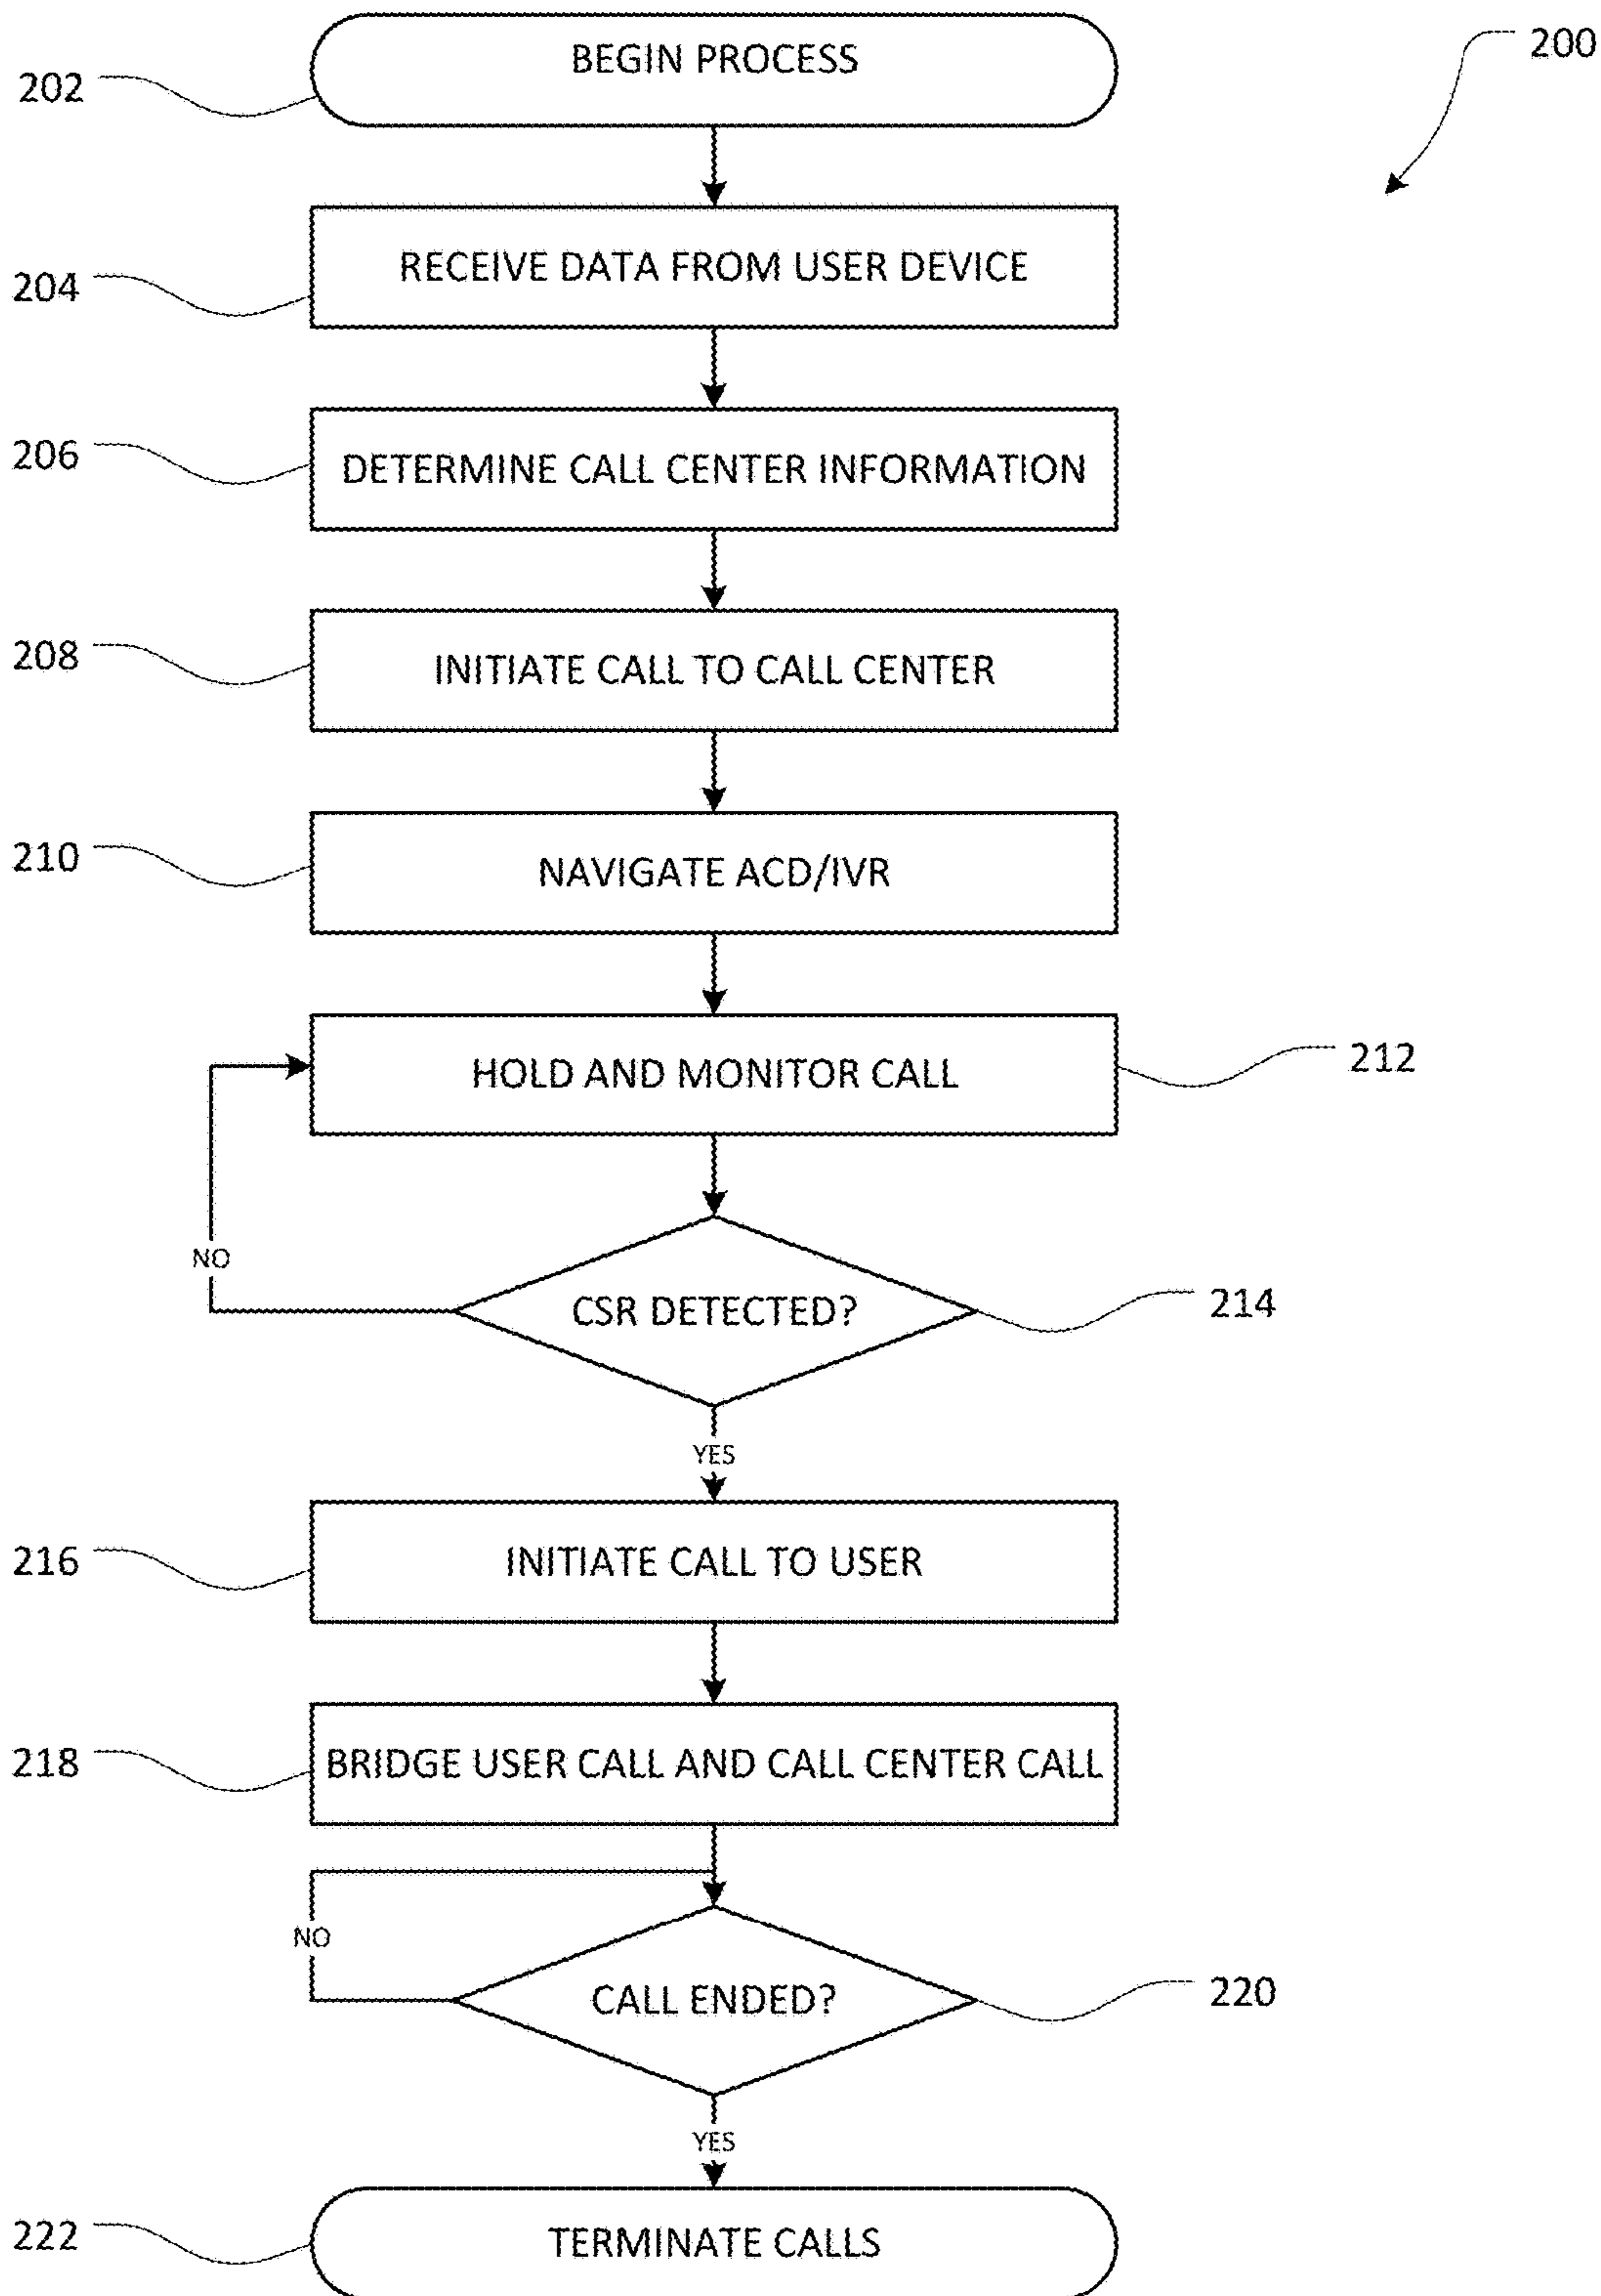 BEGIN PROCESS
200
202
RECEIVE DATA FROM USER DEVICE
204
DETERMINE CALL CENTER INFORMATION
206
INITIATE CALL TO CALL CENTER
208
NAVIGATE ACD/IVR
210
HOLD AND MONITOR CALL
212
NO
CSR DETECTED?
214
YES
INITIATE CALL TO USER
216
BRIDGE USER CALL AND CALL CENTER CALL
218
NO
CALL ENDED?
220
YES
TERMINATE CALLS
222